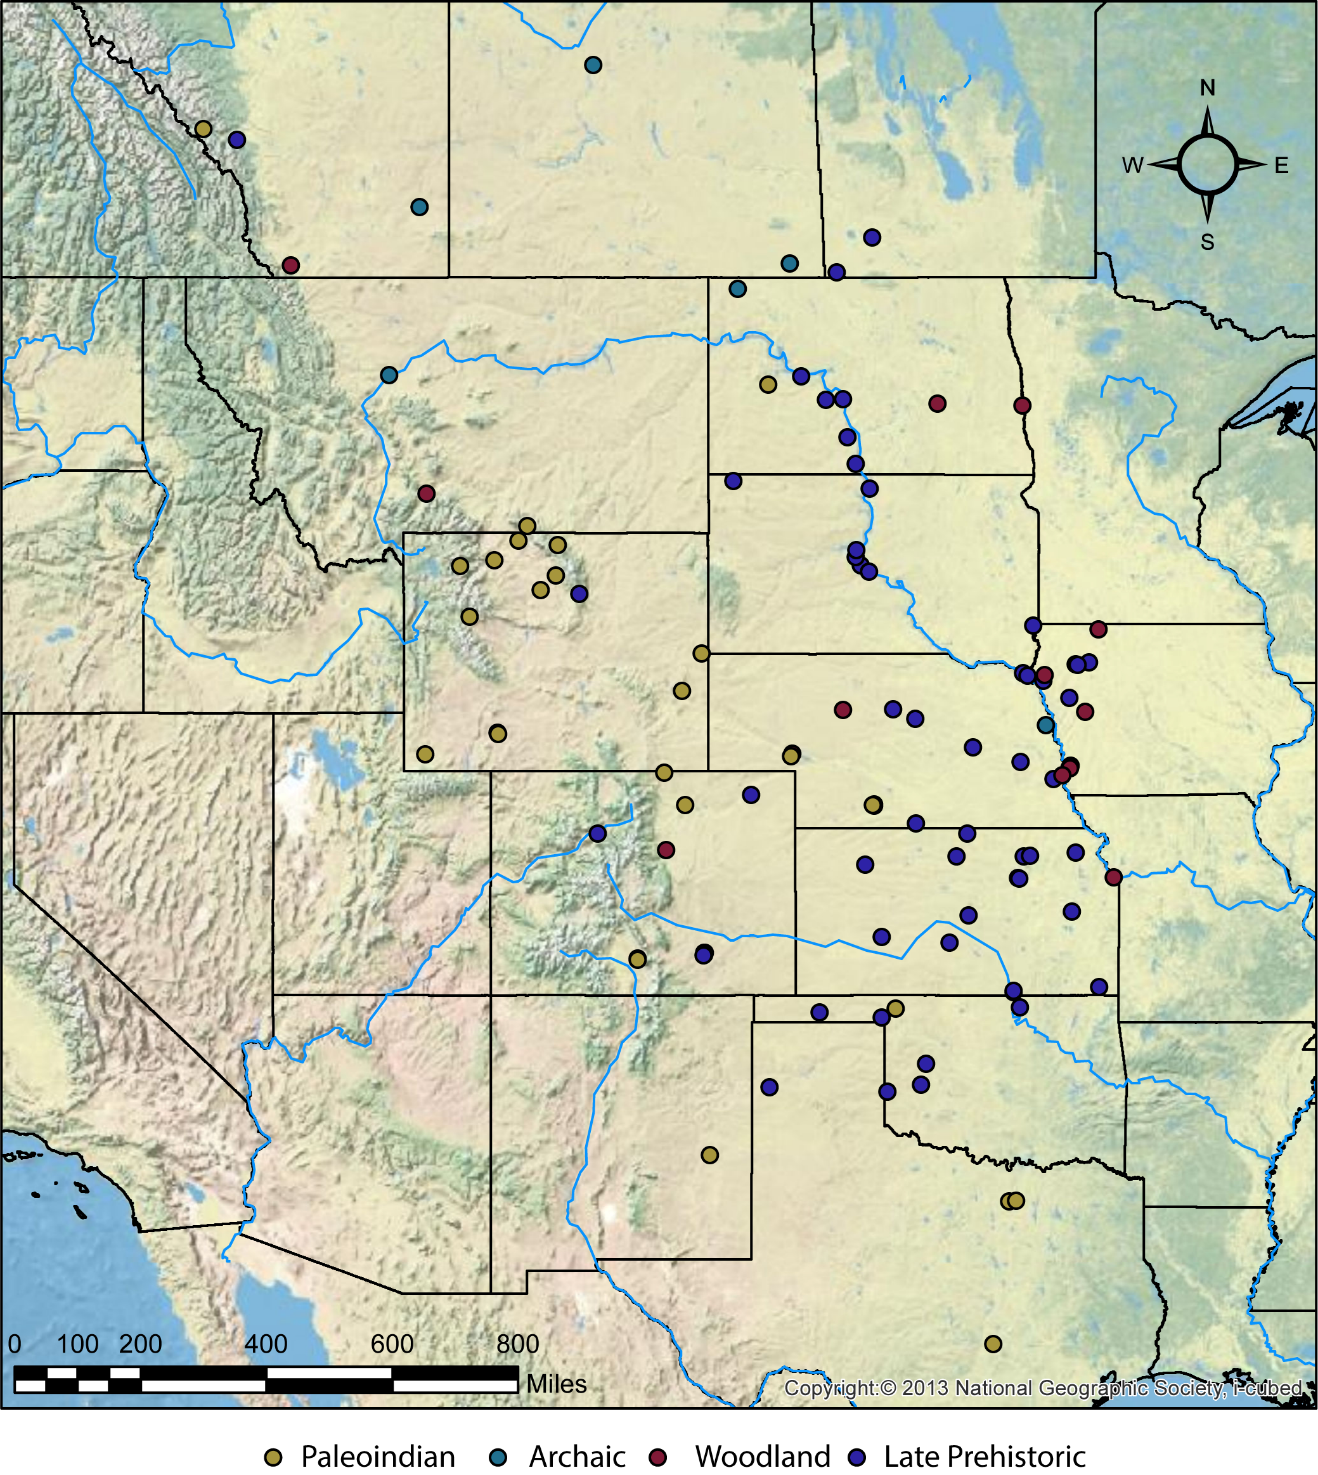 N
W E
S
0 100 200 400 600 800
Miles
Copyright:© 2013 National Geographic Society, i-cubed
Paleoindian Archaic Woodland Late Prehistoric